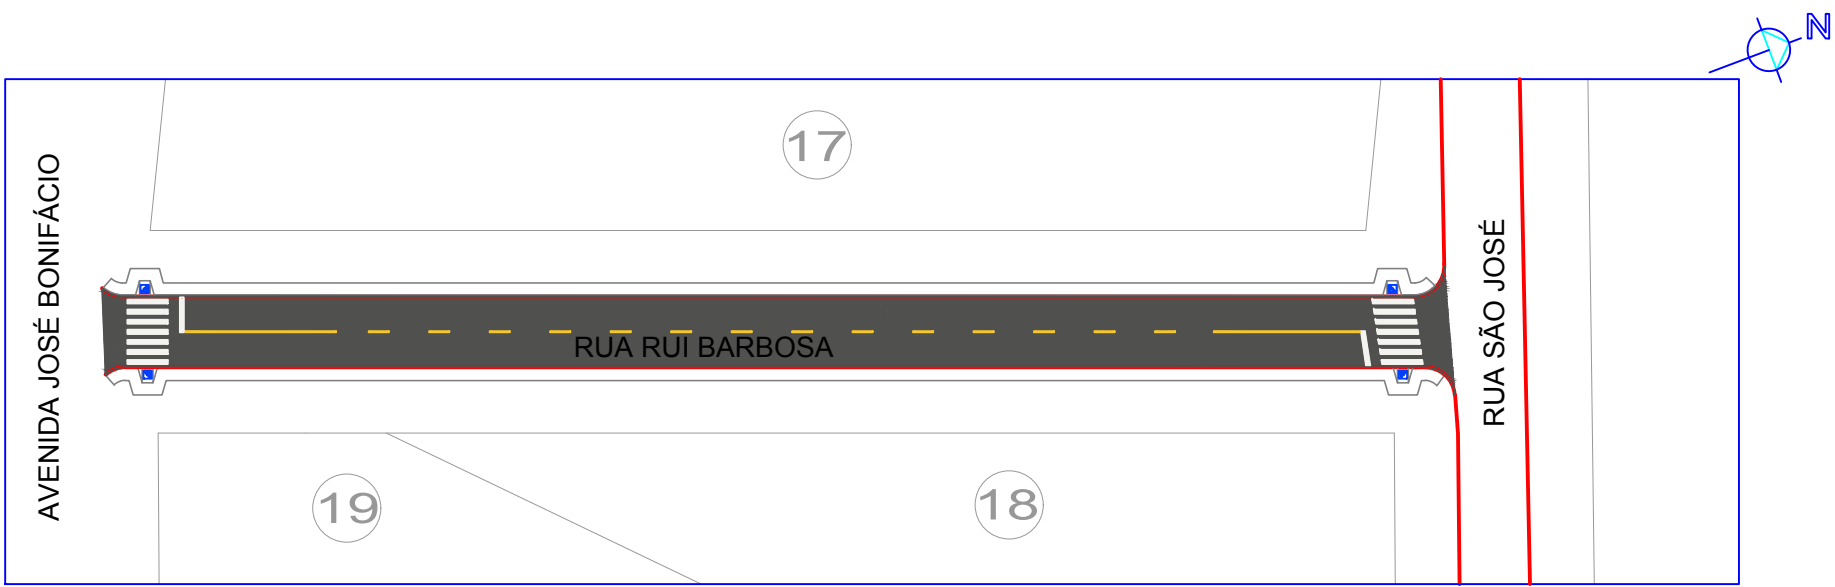 N
17
AVENIDA JOSÉ BONIFÁCIO
RUA SÃO JOSÉ
RUA RUI BARBOSA
19
18